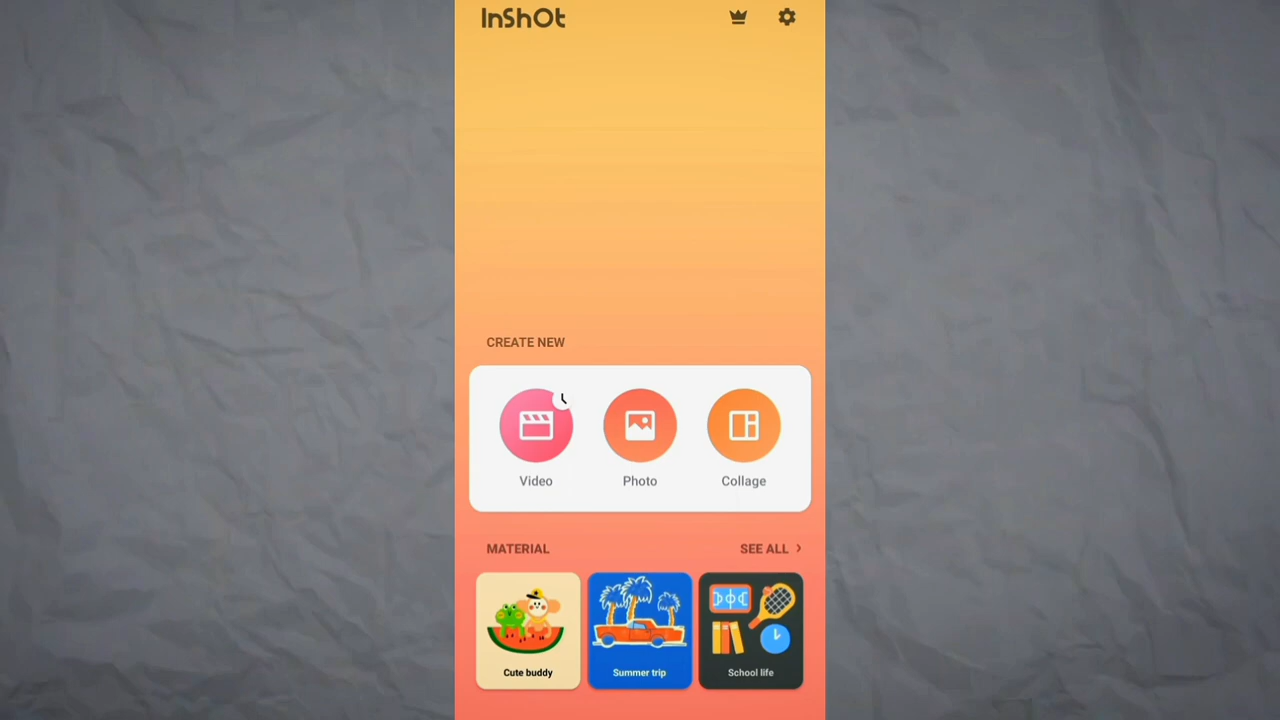 InShOt
CREATE NEW
Video
Photo
Collage
MATERIAL
SEE ALL >
Cute buddy
Summer trip
School life